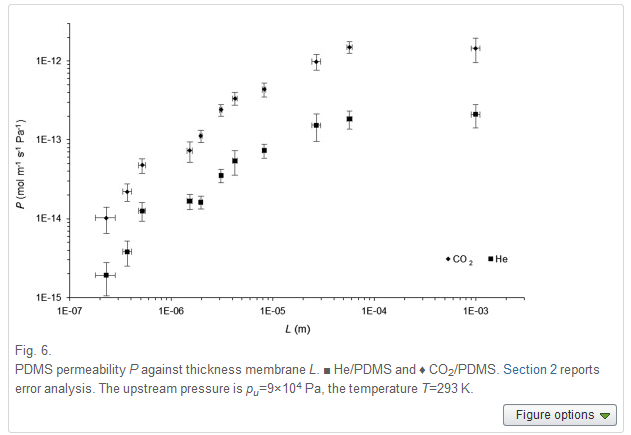 1E-12
1E-13
1E-14
1E-15
P (mol m⁻¹ s⁻¹ Pa⁻¹)
1E-07 1E-06 1E-05 1E-04 1E-03
L (m)
♦ CO₂ ■ He
Fig. 6.
PDMS permeability P against thickness membrane L. ■ He/PDMS and ♦ CO₂/PDMS. Section 2 reports
error analysis. The upstream pressure is pᵤ=9×10⁴ Pa, the temperature T=293 K.
Figure options